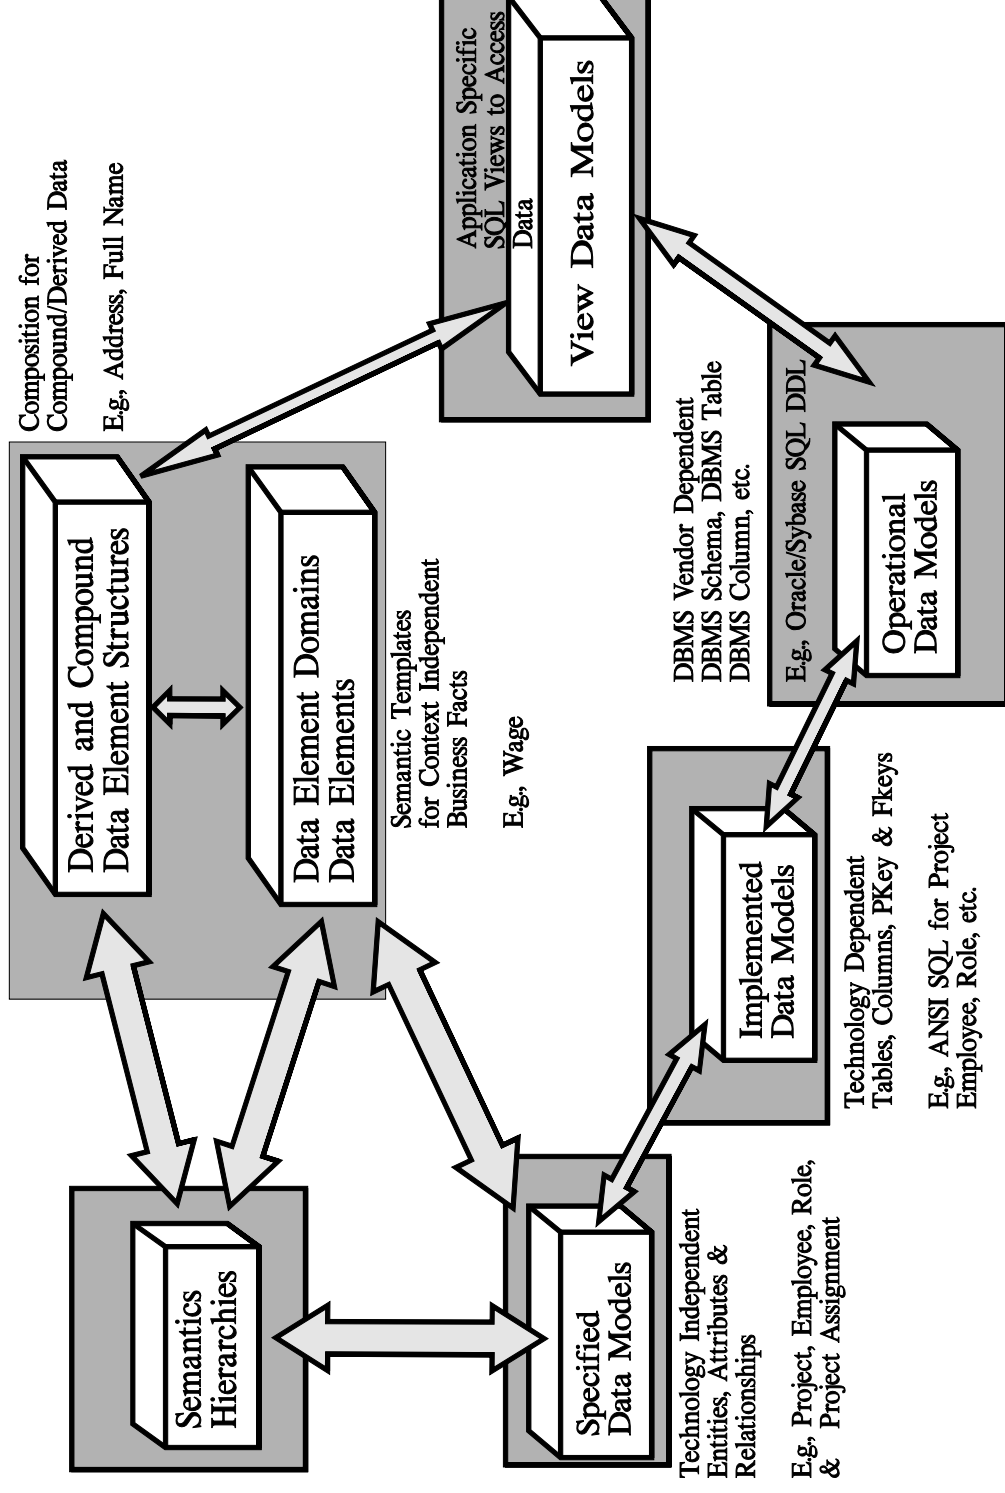 Semantics
Hierarchies
Derived and Compound
Data Element Structures
Composition for
Compound/Derived Data
E.g., Address, Full Name
Data Element Domains
Data Elements
Semantic Templates
for Context Independent
Business Facts
E.g., Wage
Application Specific
SQL Views to Access
Data
View Data Models
Specified
Data Models
Technology Independent
Entities, Attributes &
Relationships
E.g., Project, Employee, Role,
& Project Assignment
Implemented
Data Models
Technology Dependent
Tables, Columns, PKey & Fkeys
E.g., ANSI SQL for Project
Employee, Role, etc.
DBMS Vendor Dependent
DBMS Schema, DBMS Table
DBMS Column, etc.
E.g., Oracle/Sybase SQL DDL
Operational
Data Models